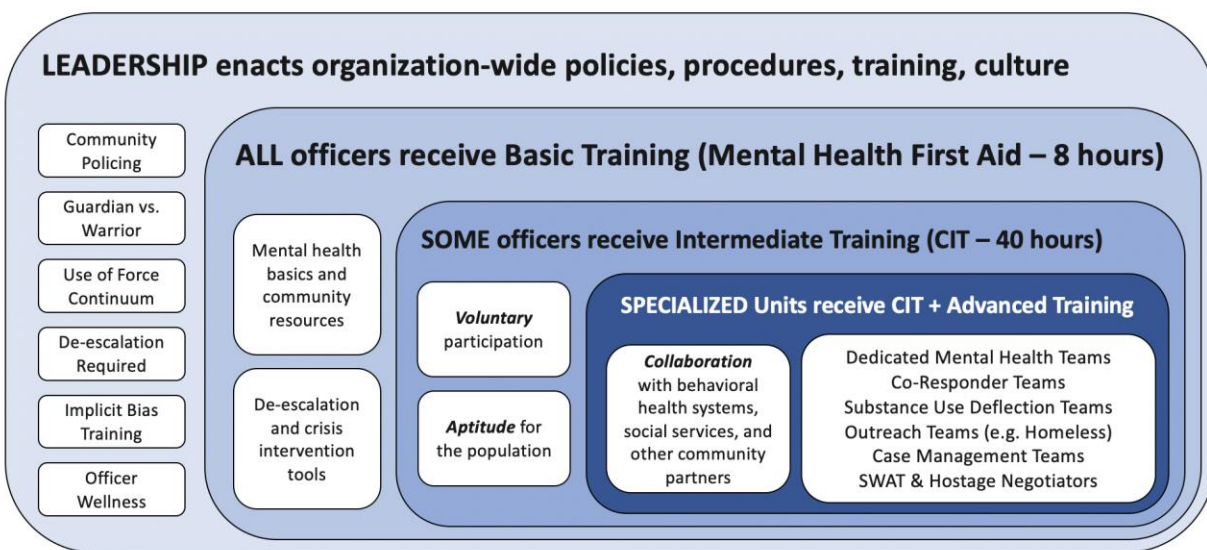 LEADERSHIP enacts organization-wide policies, procedures, training, culture
Community
Policing
Guardian vs.
Warrior
Use of Force
Continuum
De-escalation
Required
Implicit Bias
Training
Officer
Wellness
ALL officers receive Basic Training (Mental Health First Aid – 8 hours)
Mental health
basics and
community
resources
De-escalation
and crisis
intervention
tools
SOME officers receive Intermediate Training (CIT – 40 hours)
Voluntary
participation
Aptitude for
the population
SPECIALIZED Units receive CIT + Advanced Training
Collaboration
with behavioral
health systems,
social services, and
other community
partners
Dedicated Mental Health Teams
Co-Responder Teams
Substance Use Deflection Teams
Outreach Teams (e.g. Homeless)
Case Management Teams
SWAT & Hostage Negotiators